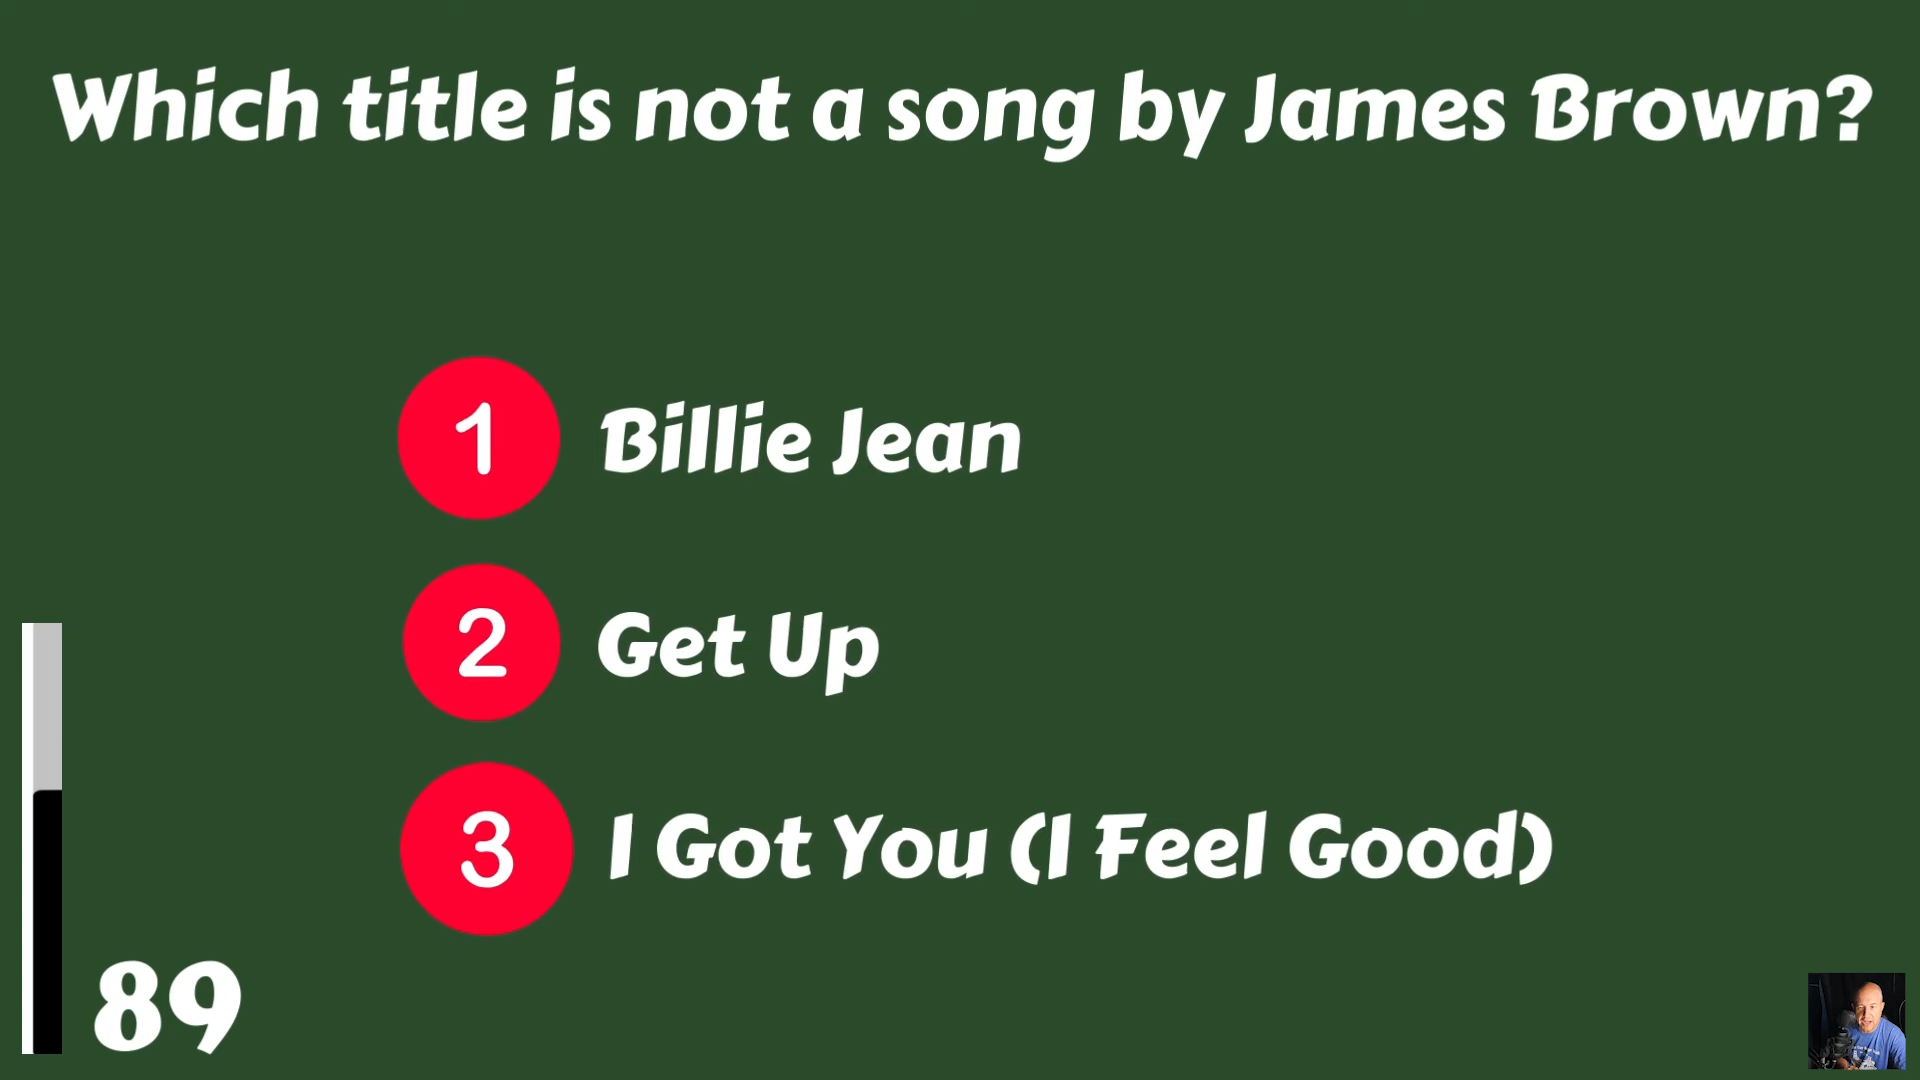 Which title is not a song by James Brown?
1 Billie Jean
2 Get Up
3 I Got You (I Feel Good)
89